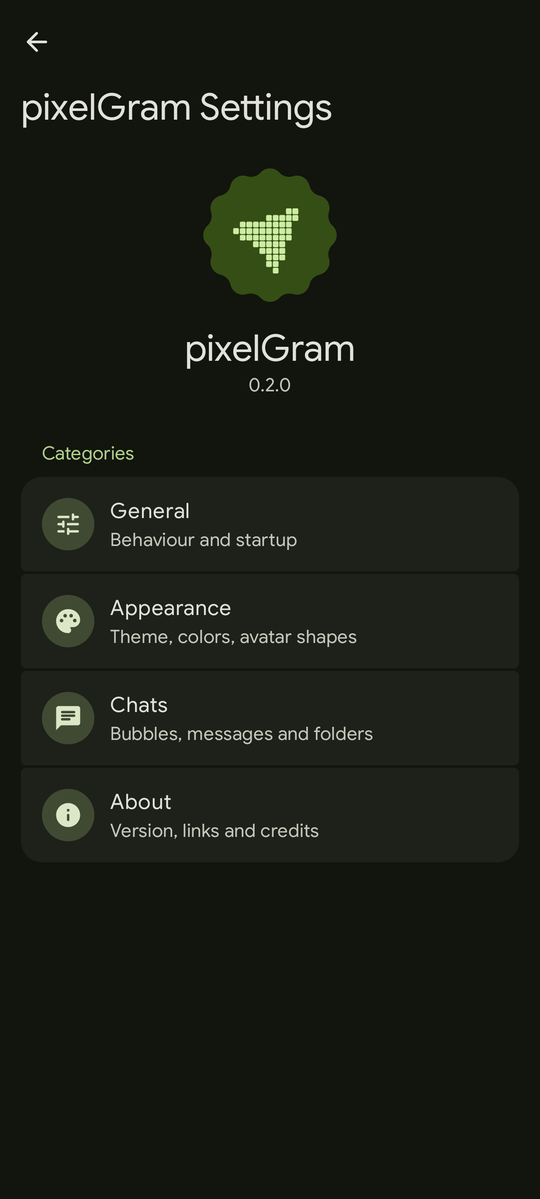 pixelGram Settings
pixelGram
0.2.0
Categories
General
Behaviour and startup
Appearance
Theme, colors, avatar shapes
Chats
Bubbles, messages and folders
About
Version, links and credits